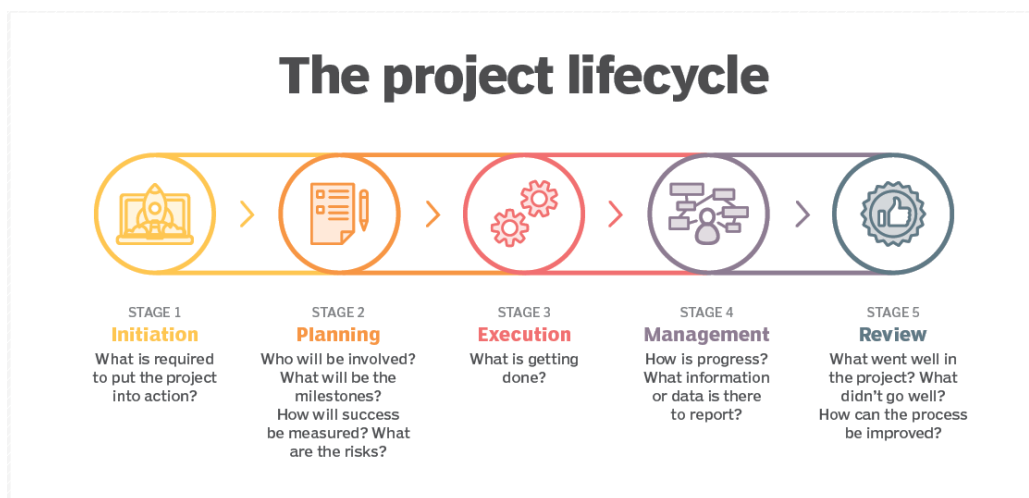 The project lifecycle
STAGE 1
Initiation
What is required
to put the project
into action?
STAGE 2
Planning
Who will be involved?
What will be the
milestones?
How will success
be measured? What
are the risks?
STAGE 3
Execution
What is getting
done?
STAGE 4
Management
How is progress?
What information
or data is there
to report?
STAGE 5
Review
What went well in
the project? What
didn't go well?
How can the process
be improved?